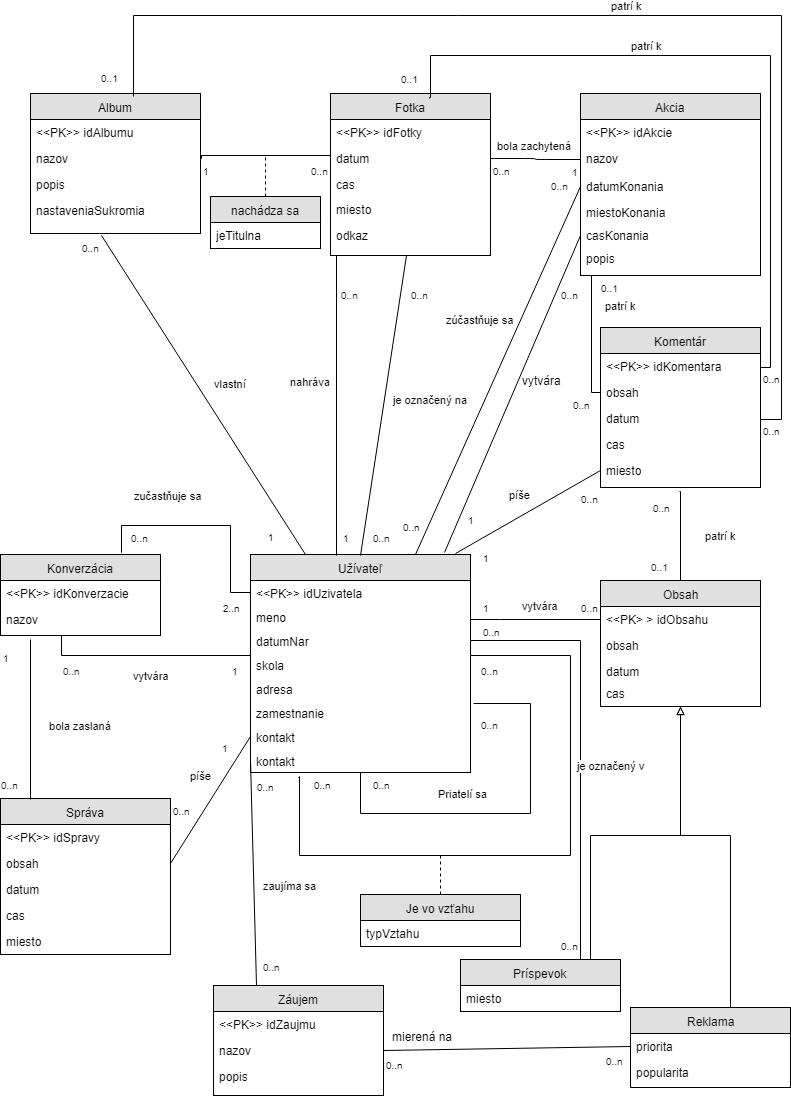 patrí k
patrí k
0..1
0..1
Album
<<PK>> idAlbumu
nazov
popis
nastaveniaSukromia
Fotka
<<PK>> idFotky
datum
cas
miesto
odkaz
Akcia
<<PK>> idAkcie
nazov
datumKonania
miestoKonania
casKonania
popis
bola zachytená
1
0..n
0..n
1
0..n
nachádza sa
jeTitulna
0..n
0..n
0..n
0..n
0..1
patrí k
zúčastňuje sa
Komentár
<<PK>> idKomentara
obsah
datum
cas
miesto
vlastní
nahráva
vytvára
0..n
je označený na
0..n
0..n
zučastňuje sa
píše
0..n
0..n
0..n
1
1
0..n
0..n
1
1
patrí k
Konverzácia
<<PK>> idKonverzacie
nazov
Užívateľ
<<PK>> idUzivatela
meno
datumNar
skola
adresa
zamestnanie
kontakt
kontakt
0..1
Obsah
<<PK> > idObsahu
obsah
datum
cas
2..n
1
vytvára
0..n
0..n
1
0..n
vytvára
1
0..n
bola zaslaná
0..n
je označený v
píše
1
0..n
0..n
0..n
0..n
Priatelí sa
0..n
Správa
<<PK>> idSpravy
obsah
datum
cas
miesto
zaujíma sa
Je vo vzťahu
typVztahu
0..n
0..n
Príspevok
miesto
Záujem
<<PK>> idZaujmu
nazov
popis
mierená na
0..n
0..n
Reklama
priorita
popularita